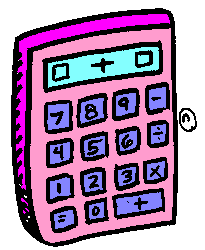 □ + □
7 8 9 -
4 5 6 ÷
1 2 3 x
= 0 +